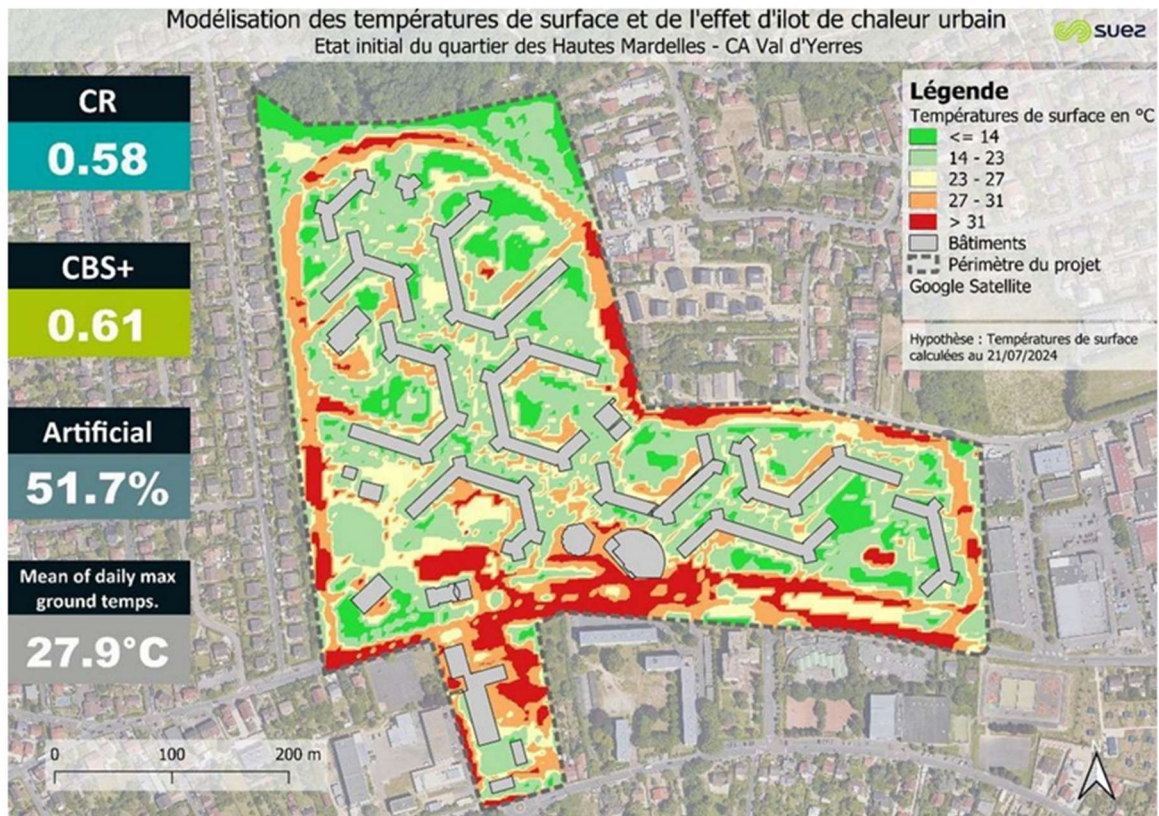 Modélisation des températures de surface et de l'effet d'ilot de chaleur urbain
Etat initial du quartier des Hautes Mardelles - CA Val d'Yerres
suez
CR
0.58
CBS+
0.61
Artificial
51.7%
Mean of daily max
ground temps.
27.9°C
Légende
Températures de surface en °C
<= 14
14 - 23
23 - 27
27 - 31
> 31
Bâtiments
Périmètre du projet
Google Satellite
Hypothèse : Températures de surface
calculées au 21/07/2024
0 100 200 m